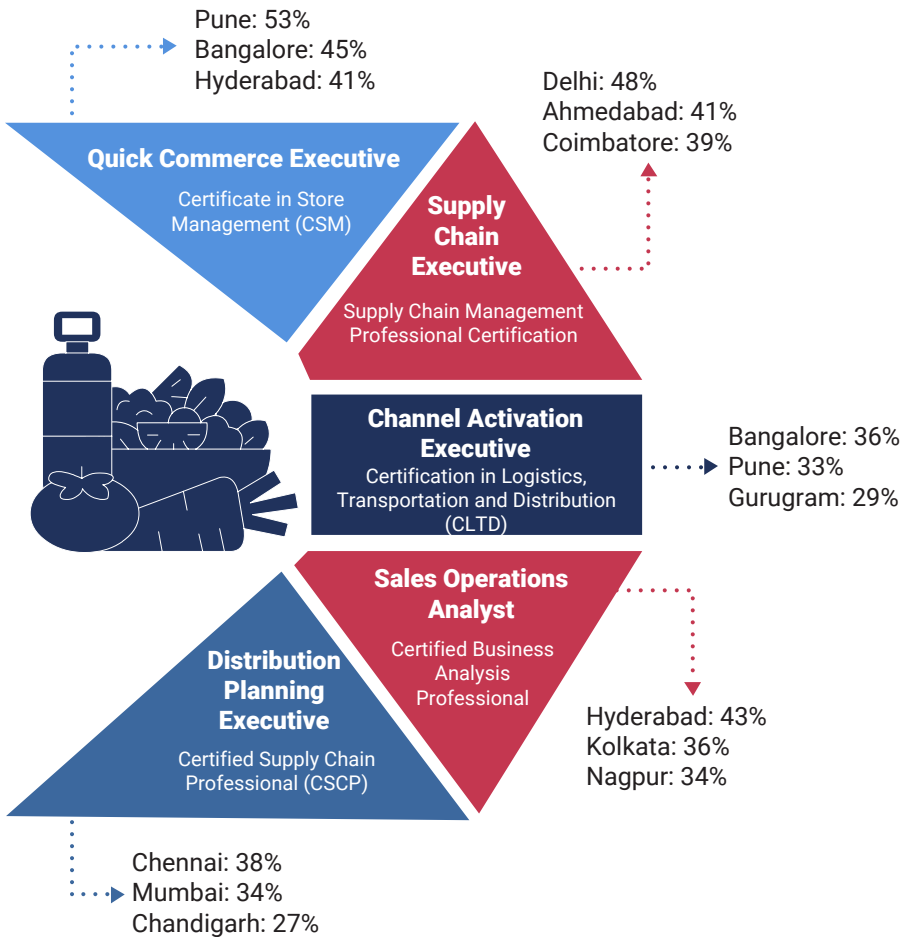 Pune: 53%
Bangalore: 45%
Hyderabad: 41%
Quick Commerce Executive
Certificate in Store
Management (CSM)
Delhi: 48%
Ahmedabad: 41%
Coimbatore: 39%
Supply
Chain
Executive
Supply Chain Management
Professional Certification
Channel Activation
Executive
Certification in Logistics,
Transportation and Distribution
(CLTD)
Bangalore: 36%
Pune: 33%
Gurugram: 29%
Sales Operations
Analyst
Certified Business
Analysis
Professional
Hyderabad: 43%
Kolkata: 36%
Nagpur: 34%
Distribution
Planning
Executive
Certified Supply Chain
Professional (CSCP)
Chennai: 38%
Mumbai: 34%
Chandigarh: 27%